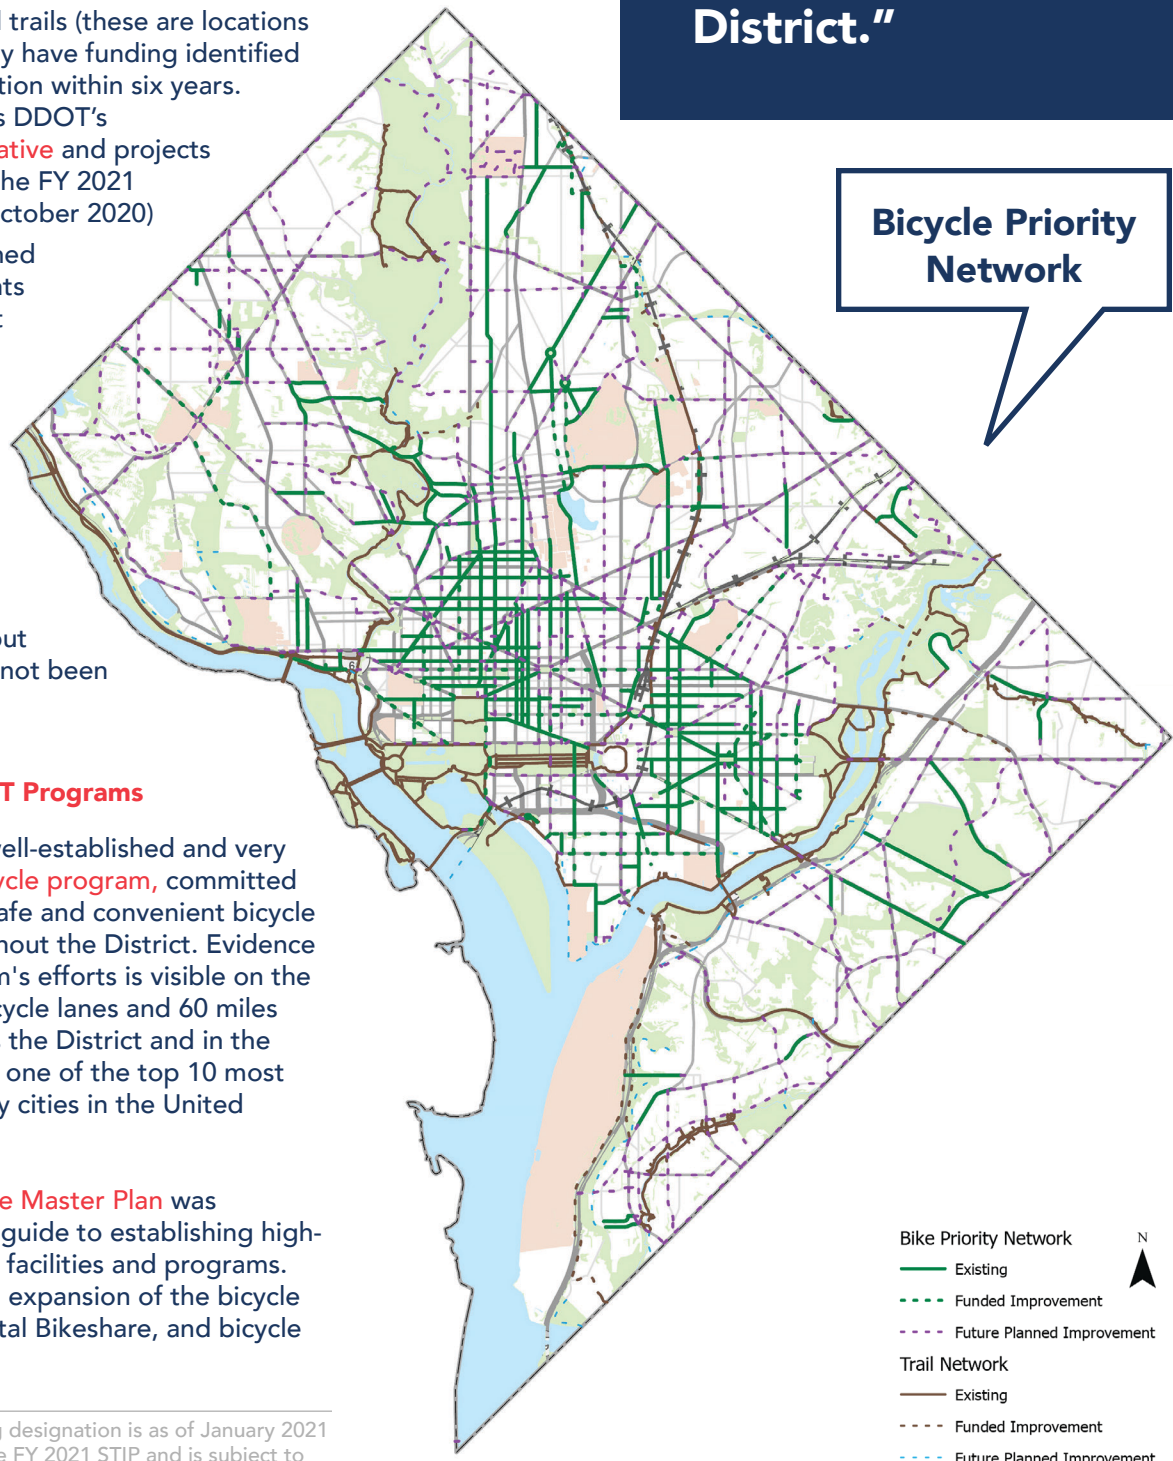 trails (these are locations
y have funding identified
tion within six years.
s DDOT's
ative and projects
he FY 2021
ctober 2020)
ned
nts
t
out
not been
T Programs
well-established and very
ycle program, committed
afe and convenient bicycle
hout the District. Evidence
m's efforts is visible on the
cycle lanes and 60 miles
s the District and in the
one of the top 10 most
y cities in the United
e Master Plan was
guide to establishing high-
facilities and programs.
expansion of the bicycle
tal Bikeshare, and bicycle
g designation is as of January 2021
e FY 2021 STIP and is subject to
District."
Bicycle Priority
Network
Bike Priority Network
N
Existing
Funded Improvement
Future Planned Improvement
Trail Network
Existing
Funded Improvement
Future Planned Improvement